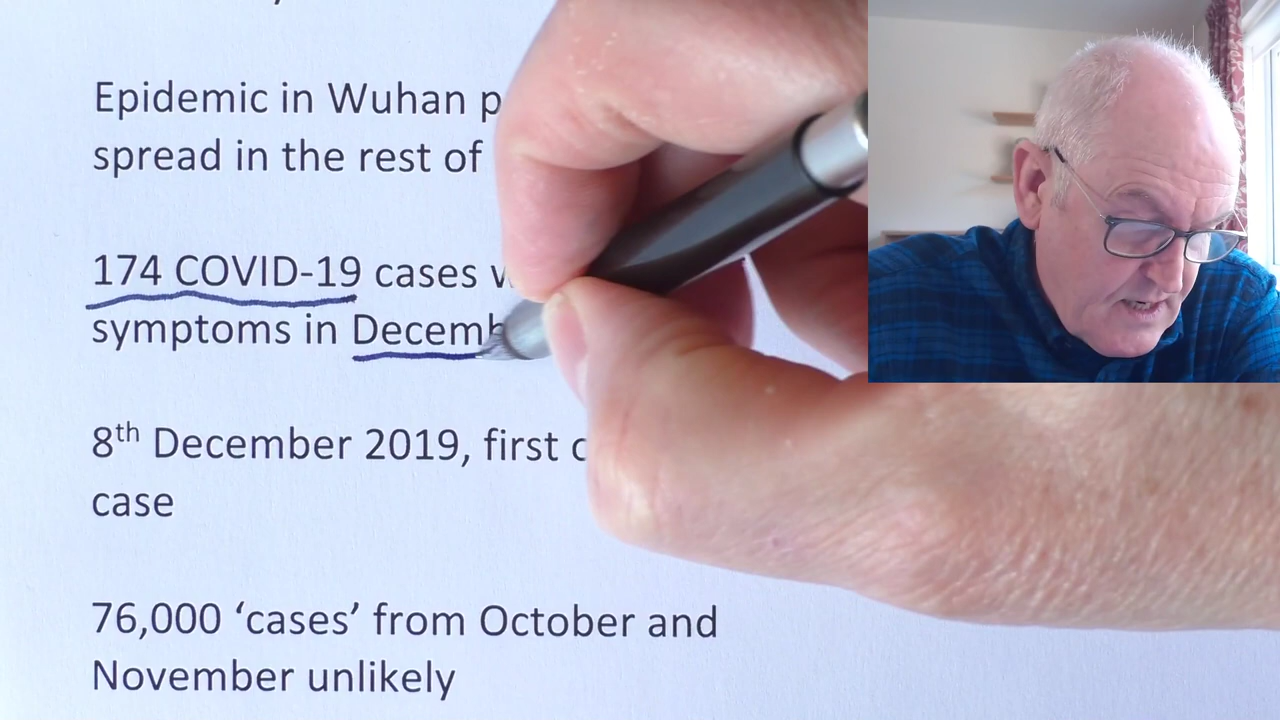 Epidemic in Wuhan
spread in the rest of
174 COVID-19 cases
symptoms in
8th December 2019, first
case
76,000 ‘cases’ from October and
November unlikely